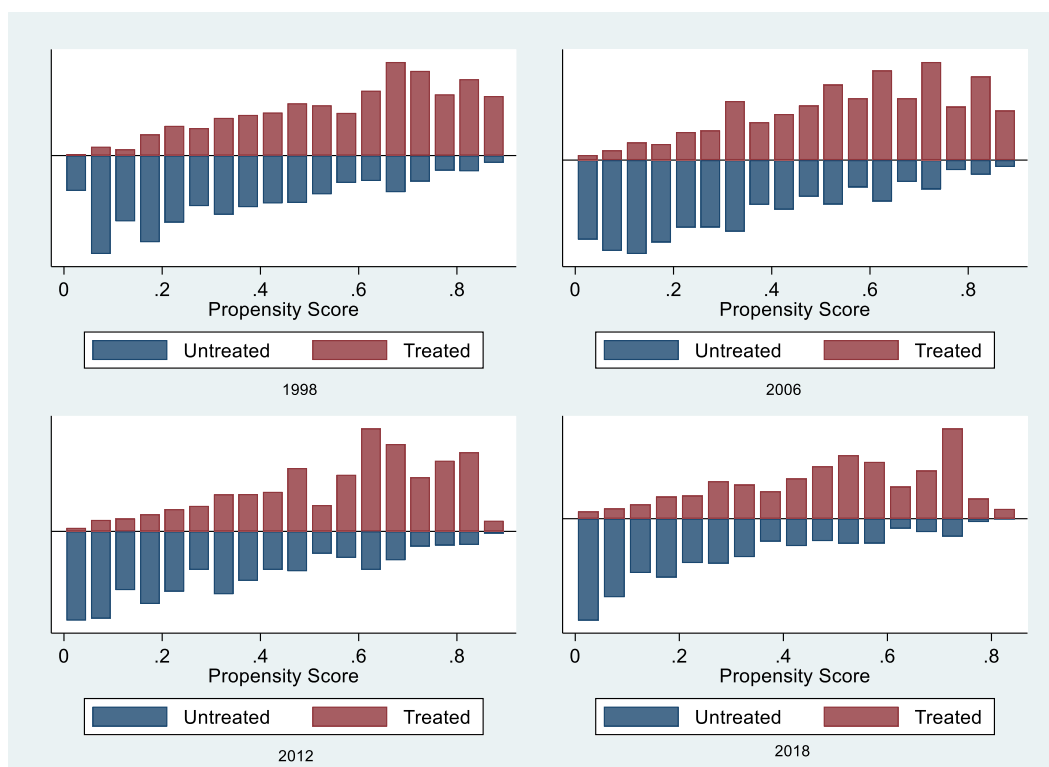 0 .2 .4 .6 .8
Propensity Score
Untreated Treated
1998
0 .2 .4 .6 .8
Propensity Score
Untreated Treated
2006
0 .2 .4 .6 .8
Propensity Score
Untreated Treated
2012
0 .2 .4 .6 .8
Propensity Score
Untreated Treated
2018